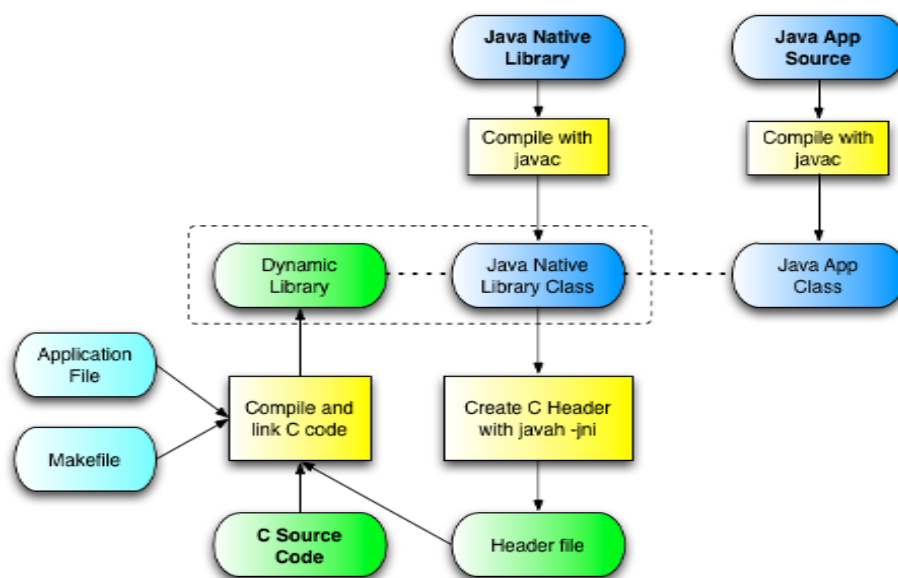 Java Native
Library
Java App
Source
Compile with
javac
Compile with
javac
Dynamic
Library
Java Native
Library Class
Java App
Class
Application
File
Makefile
Compile and
link C code
Create C Header
with javah -jni
C Source
Code
Header file